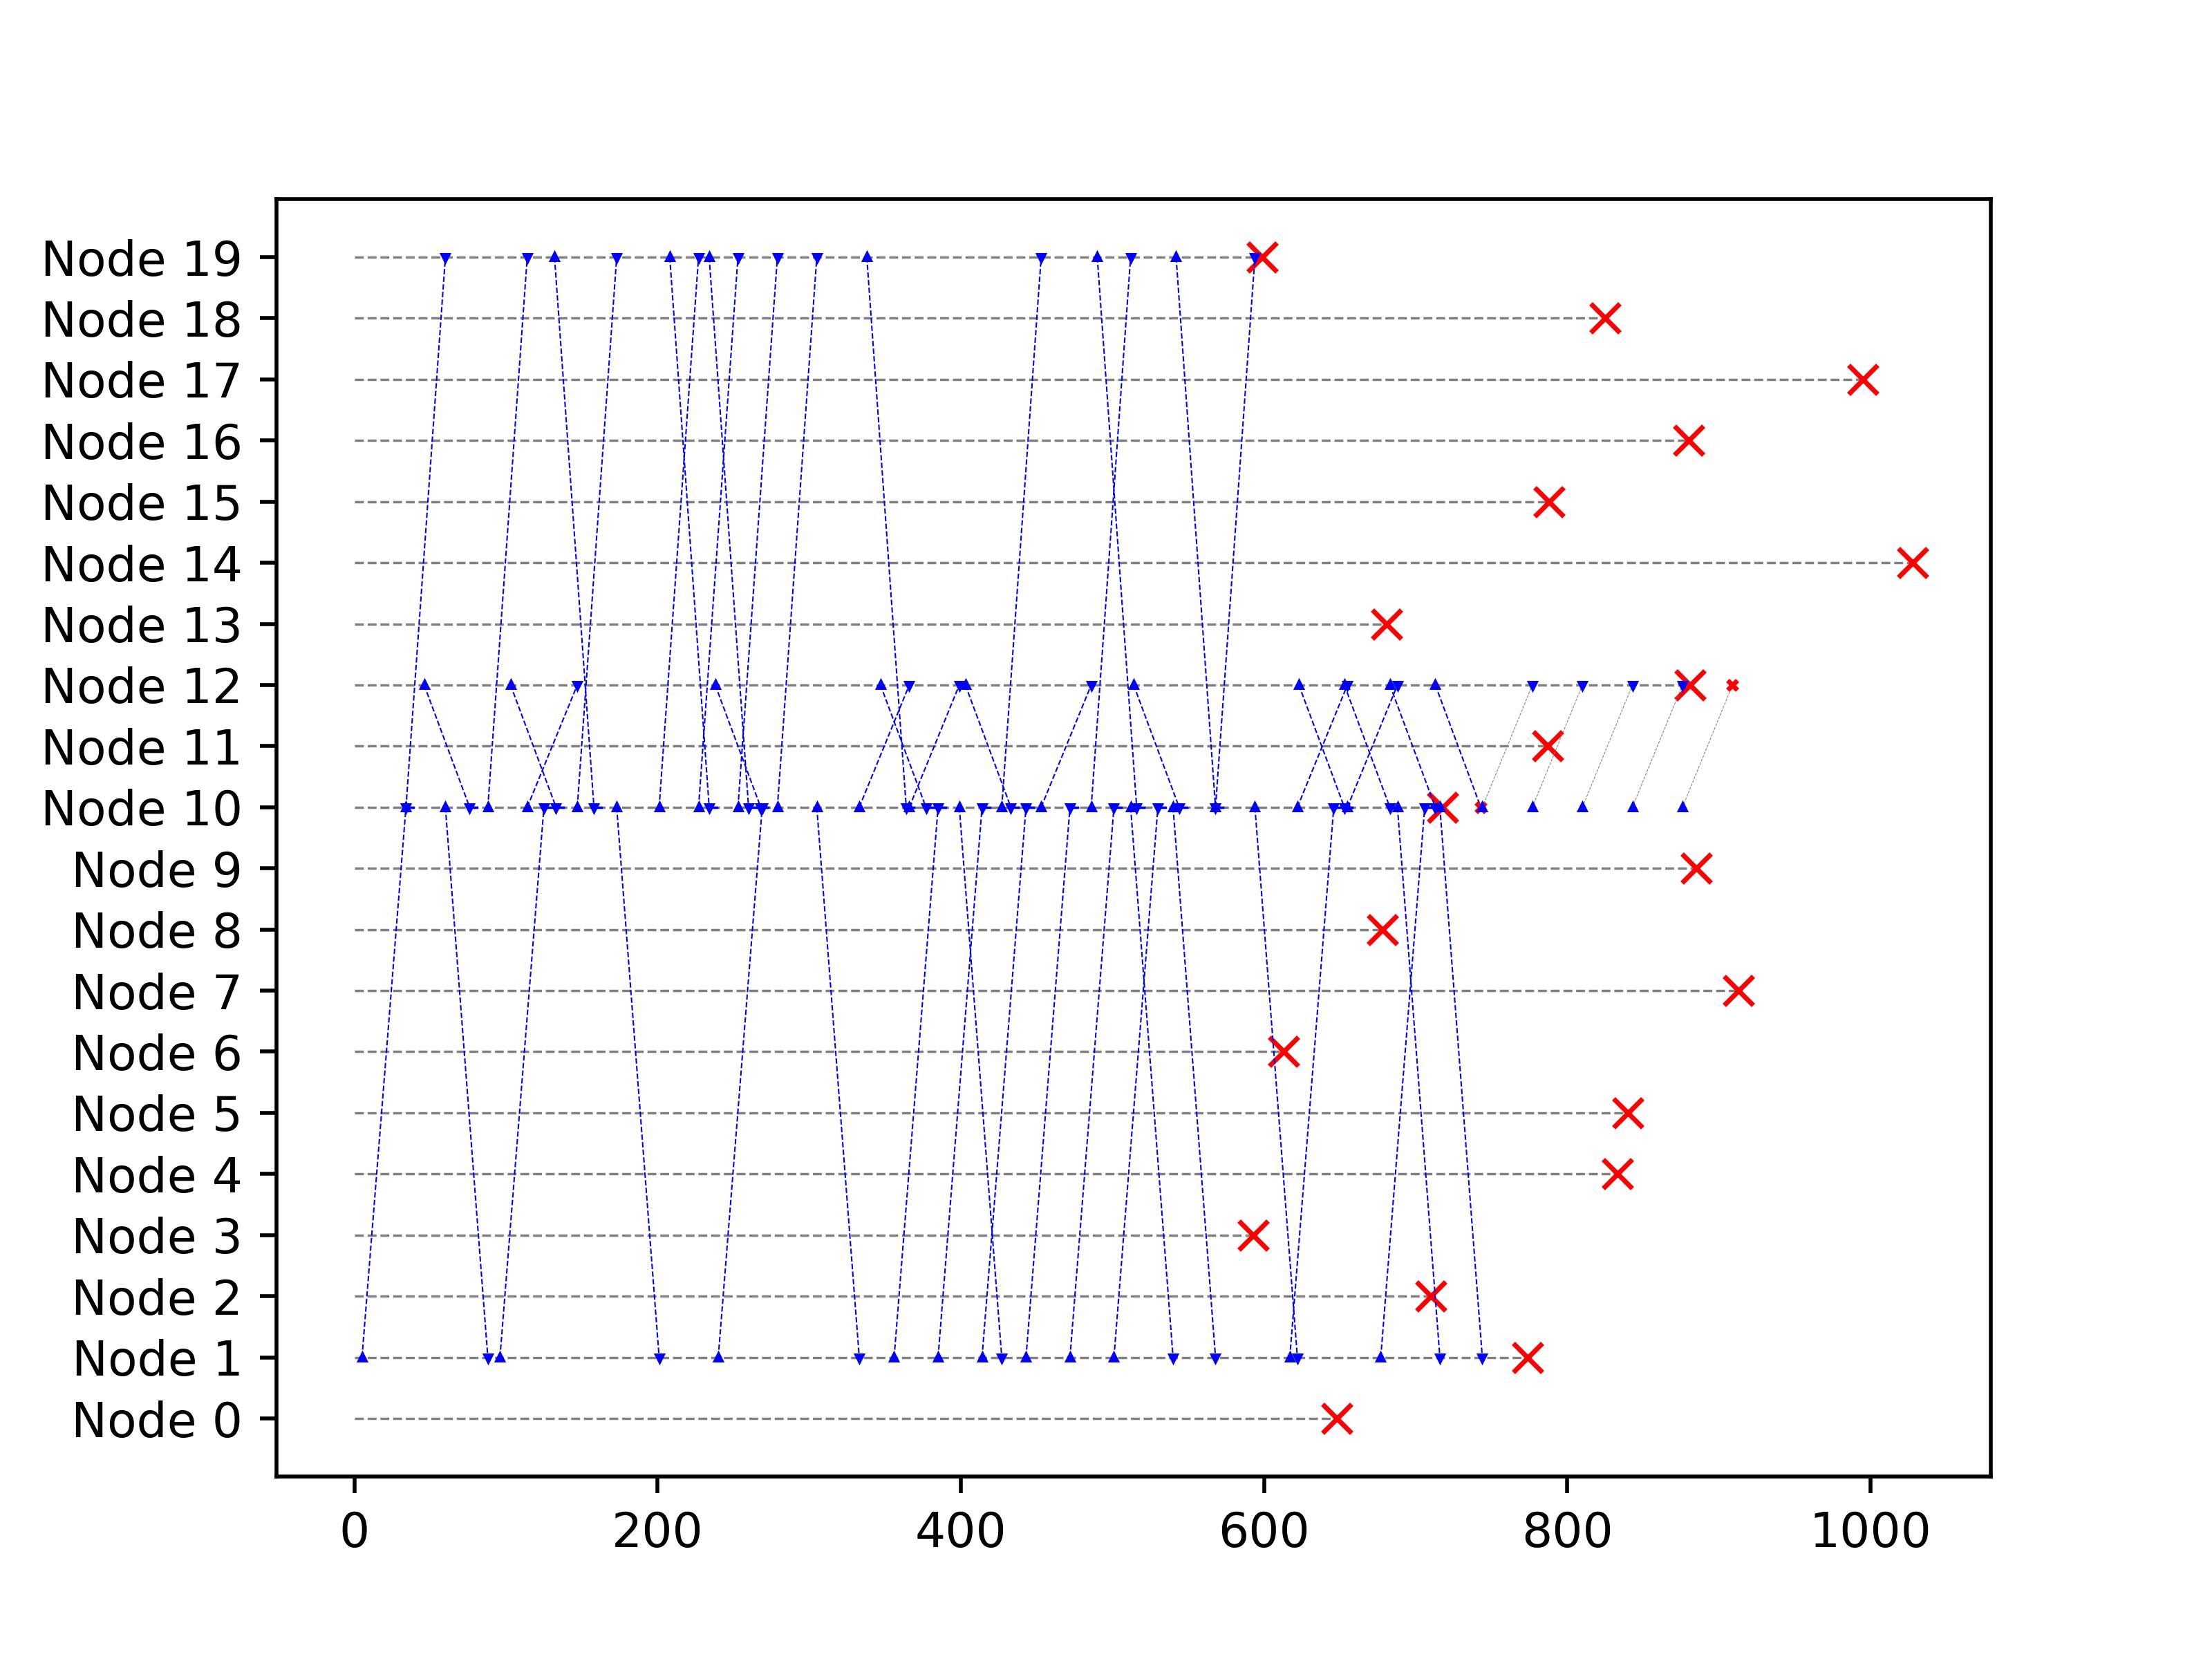 Node 19
Node 18
Node 17
Node 16
Node 15
Node 14
Node 13
Node 12
Node 11
Node 10
Node 9
Node 8
Node 7
Node 6
Node 5
Node 4
Node 3
Node 2
Node 1
Node 0
0 200 400 600 800 1000